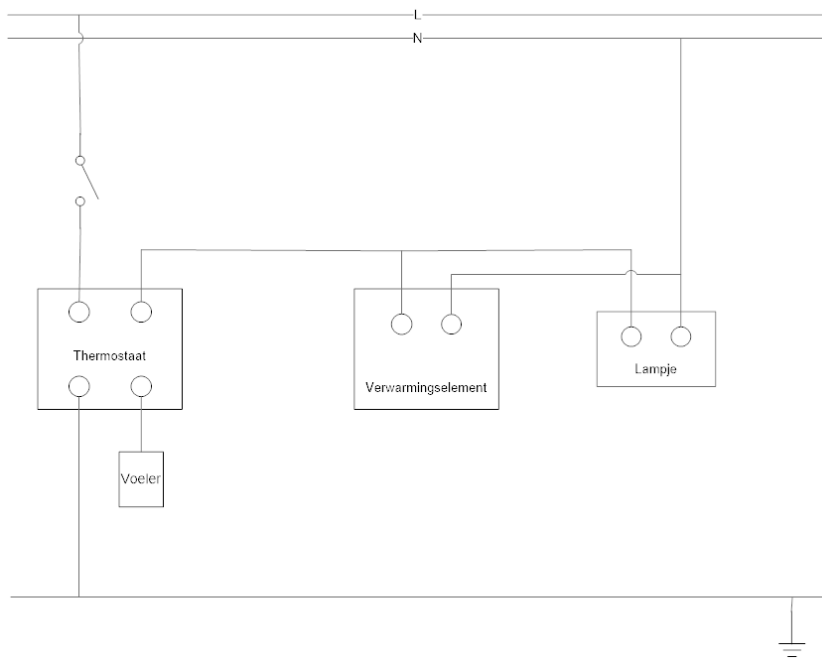 L
N
Thermostaat
Verwarmingselement
Lampje
Voeler